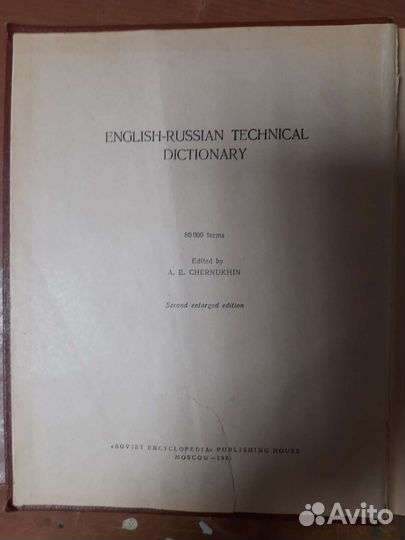 ENGLISH-RUSSIAN TECHNICAL
DICTIONARY
80 000 terms
Edited by
A. E. CHERNUKHIN
Second enlarged edition
«SOVIET ENCYCLOPEDIA» PUBLISHING HOUSE
MOSCOW—
Avito